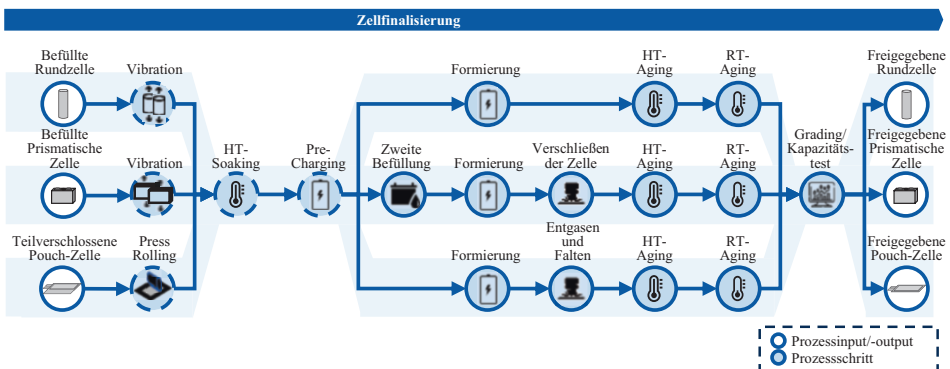 Zellfinalisierung
Befüllte
Rundzelle
Vibration
Formierung
HT-
Aging
RT-
Aging
Freigegebene
Rundzelle
Befüllte
Prismatische
Zelle
Vibration
HT-
Soaking
Pre-
Charging
Zweite
Befüllung
Formierung
Verschließen
der Zelle
HT-
Aging
RT-
Aging
Grading/
Kapazitäts-
test
Freigegebene
Prismatische
Zelle
Teilverschlossene
Pouch-Zelle
Press
Rolling
Formierung
Entgasen
und
Falten
HT-
Aging
RT-
Aging
Freigegebene
Pouch-Zelle
Prozessinput/-output
Prozessschritt